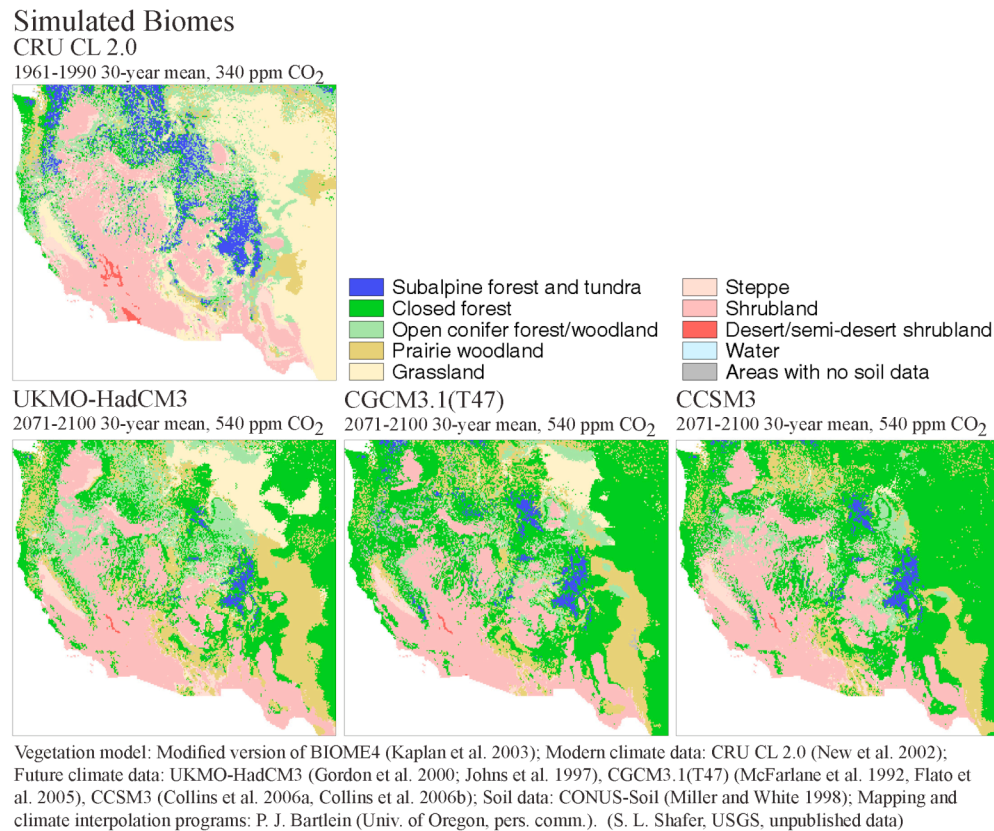 Simulated Biomes
CRU CL 2.0
1961-1990 30-year mean, 340 ppm CO2
Subalpine forest and tundra
Closed forest
Open conifer forest/woodland
Prairie woodland
Grassland
Steppe
Shrubland
Desert/semi-desert shrubland
Water
Areas with no soil data
UKMO-HadCM3
2071-2100 30-year mean, 540 ppm CO2
CGCM3.1(T47)
2071-2100 30-year mean, 540 ppm CO2
CCSM3
2071-2100 30-year mean, 540 ppm CO2
Vegetation model: Modified version of BIOME4 (Kaplan et al. 2003); Modern climate data: CRU CL 2.0 (New et al. 2002);
Future climate data: UKMO-HadCM3 (Gordon et al. 2000; Johns et al. 1997), CGCM3.1(T47) (McFarlane et al. 1992, Flato et
al. 2005), CCSM3 (Collins et al. 2006a, Collins et al. 2006b); Soil data: CONUS-Soil (Miller and White 1998); Mapping and
climate interpolation programs: P. J. Bartlein (Univ. of Oregon, pers. comm.).  (S. L. Shafer, USGS, unpublished data)